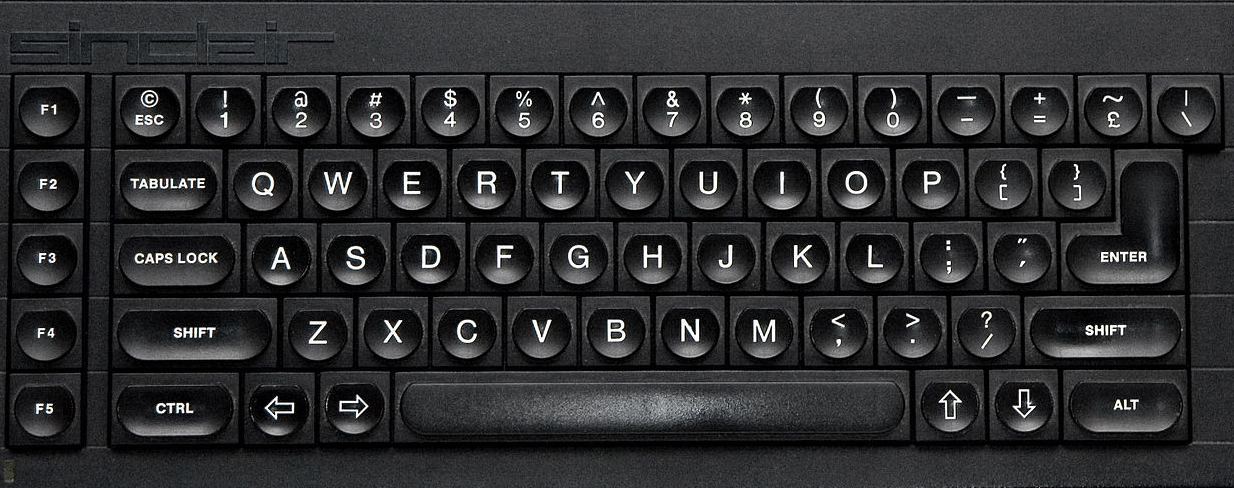 sinclair
F1 © ESC ! 1 @ 2 # 3 $ 4 % 5 ^ 6 & 7 * 8 ( 9 ) 0 — - + = ~ £ | \
F2 TABULATE Q W E R T Y U I O P { [ } ]
F3 CAPS LOCK A S D F G H J K L : ; " ' ENTER
F4 SHIFT Z X C V B N M < , > . ? / SHIFT
F5 CTRL ⇦ ⇨ ⇧ ⇩ ALT